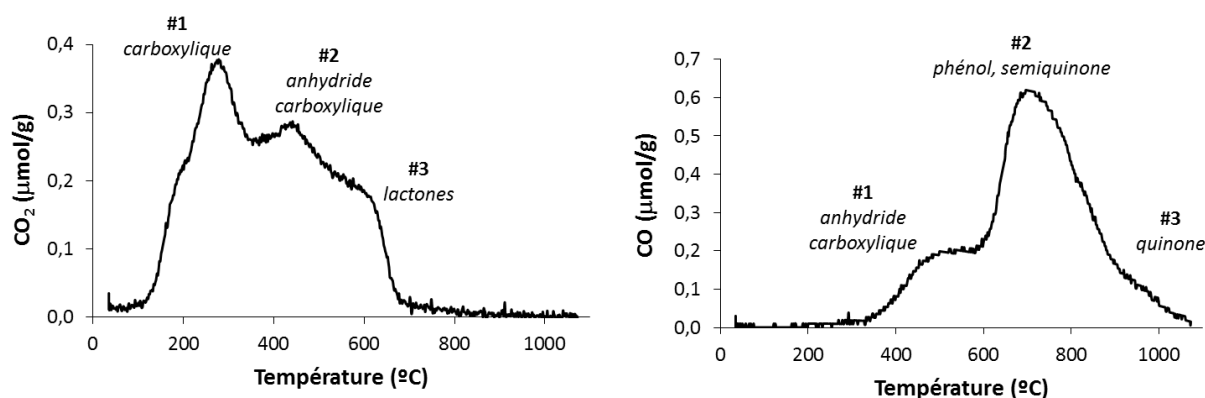 #1
carboxylique
#2
anhydride
carboxylique
#3
lactones
CO₂ (μmol/g)
0,4
0,3
0,2
0,1
0,0
0 200 400 600 800 1000
Température (ºC)
#2
phénol, semiquinone
#1
anhydride
carboxylique
#3
quinone
CO (μmol/g)
0,7
0,6
0,5
0,4
0,3
0,2
0,1
0,0
0 200 400 600 800 1000
Température (ºC)